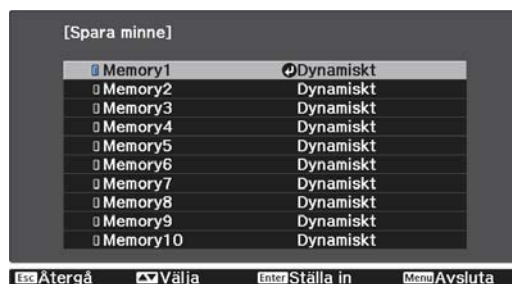 [Spara minne]
Memory1 Dynamiskt
Memory2 Dynamiskt
Memory3 Dynamiskt
Memory4 Dynamiskt
Memory5 Dynamiskt
Memory6 Dynamiskt
Memory7 Dynamiskt
Memory8 Dynamiskt
Memory9 Dynamiskt
Memory10 Dynamiskt
Esc Återgå Välja Enter Ställa in Menu Avsluta